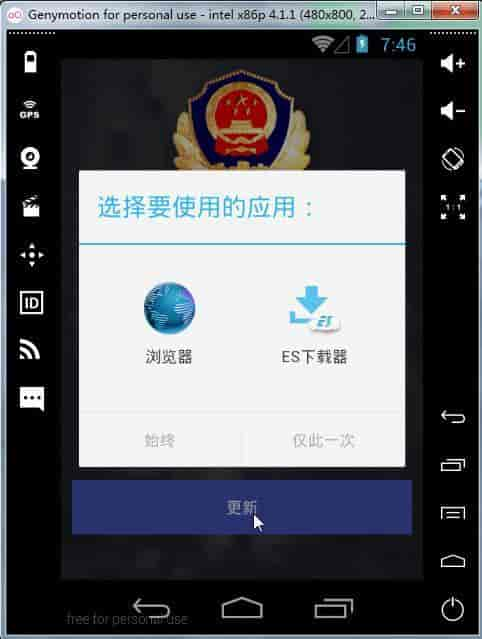 Genymotion for personal use - intel x86p 4.1.1 (480x800, 2...
7:46
GPS
选择要使用的应用：
1:1
ID
ES
浏览器
ES下载器
始终
仅此一次
更新
free for personal use